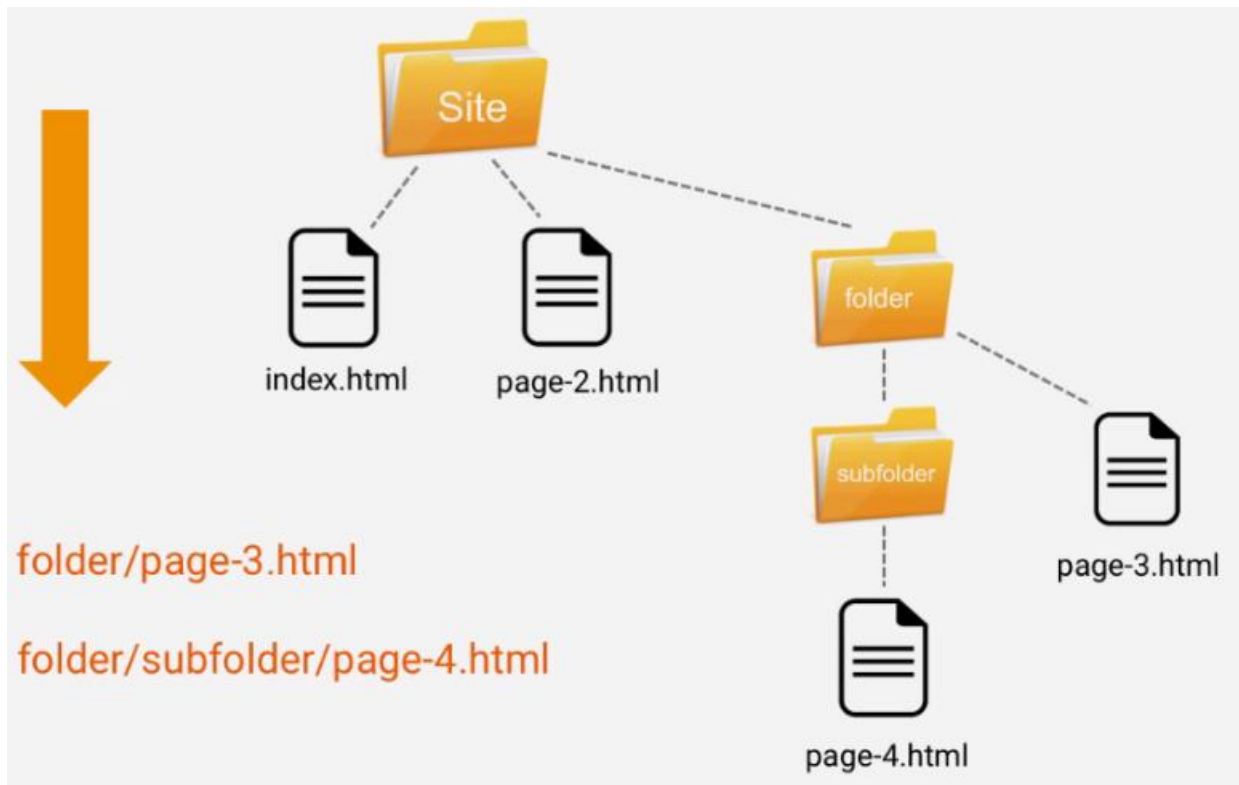 Site
folder
index.html
page-2.html
subfolder
folder/page-3.html
page-3.html
folder/subfolder/page-4.html
page-4.html